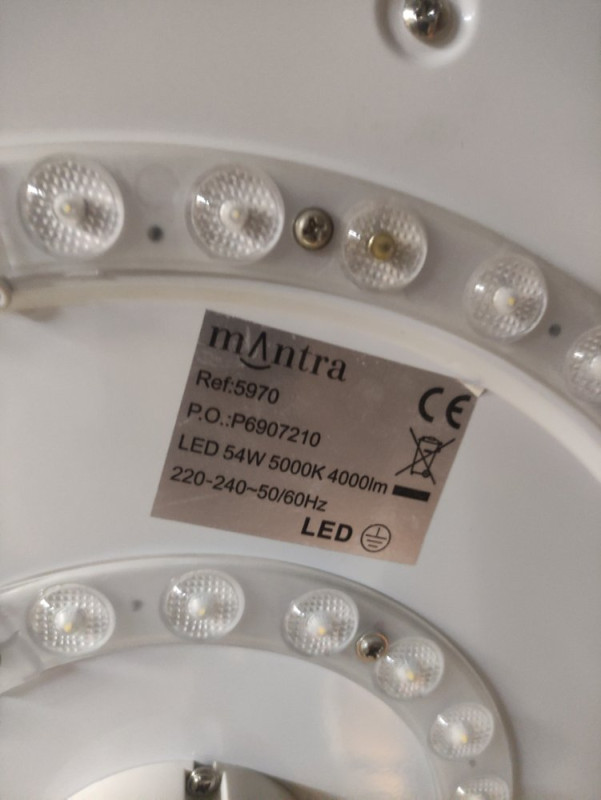 mantra
Ref:5970
P.O.:P6907210
LED 54W 5000K 4000lm
220-240~50/60Hz
LED
CE